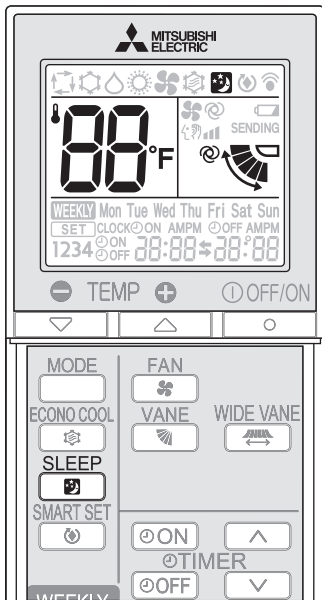 MITSUBISHI
ELECTRIC
SENDING
88°F
WEEKLY Mon Tue Wed Thu Fri Sat Sun
SET CLOCK ON AMPM OFF AMPM
1234 ON OFF 88:88 88:88
TEMP OFF/ON
MODE FAN
ECONO COOL VANE WIDE VANE
SLEEP
SMART SET
ON
TIMER
OFF
WEEKLY